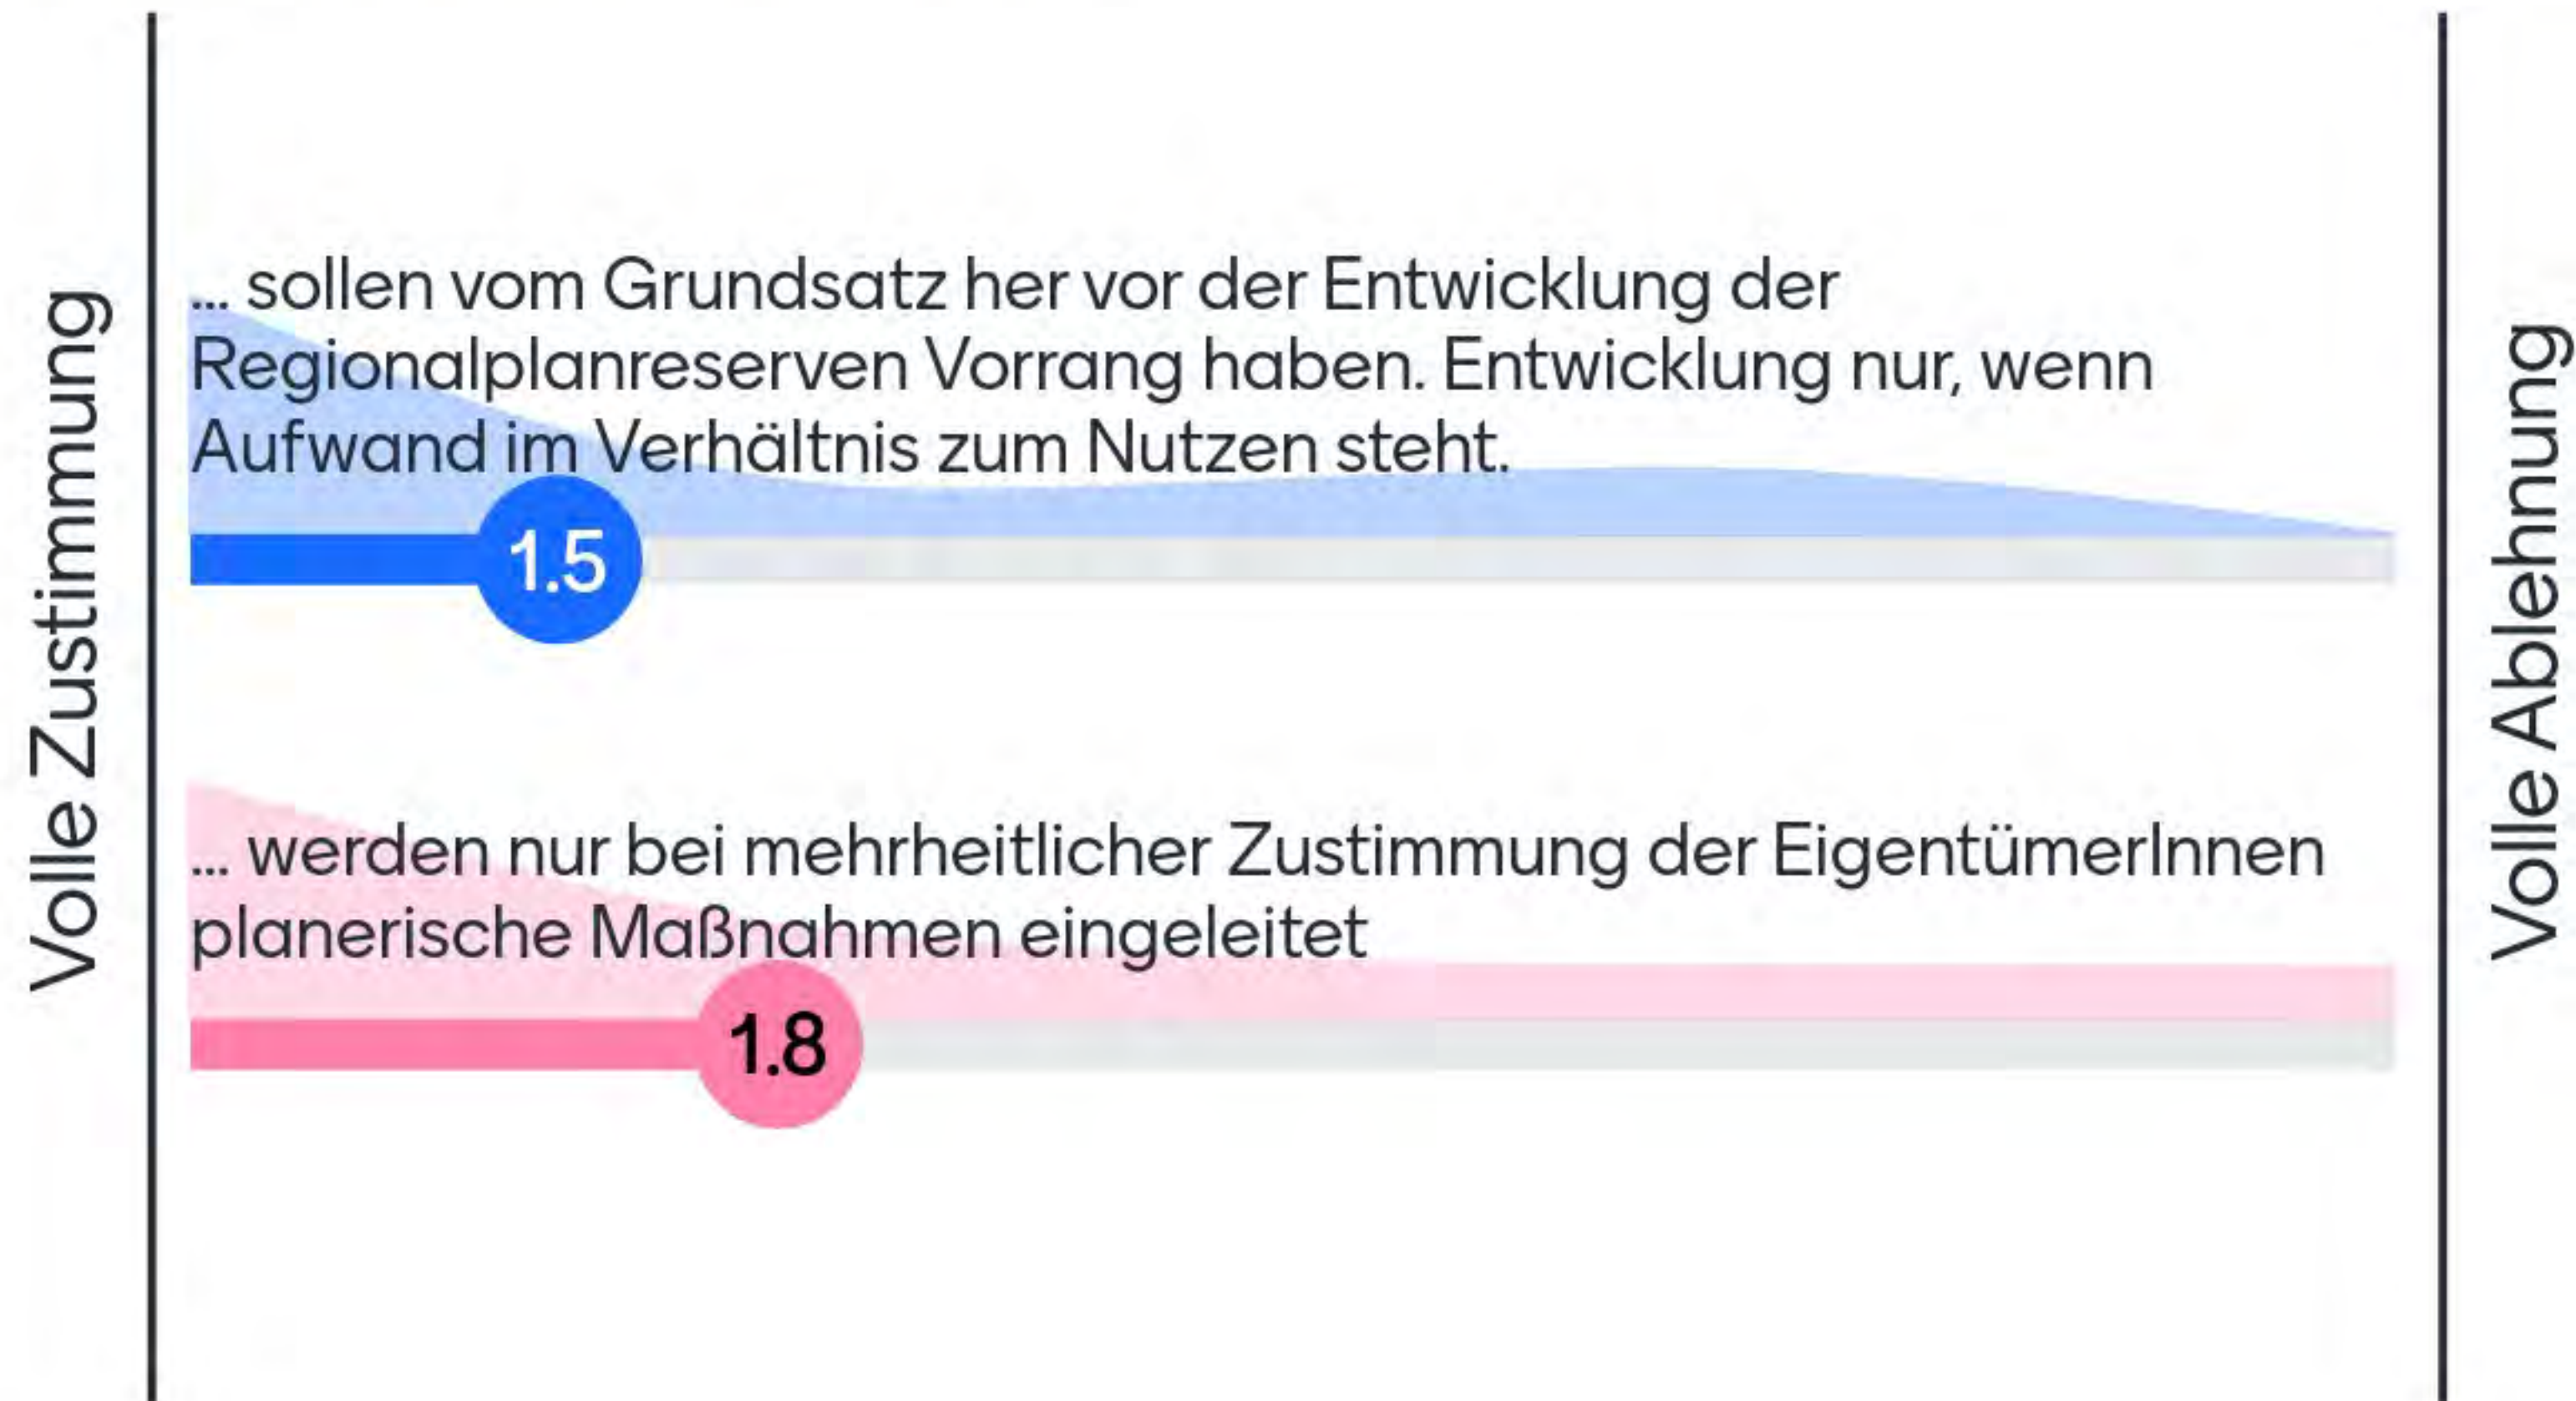 Volle Zustimmung
... sollen vom Grundsatz her vor der Entwicklung der
Regionalplanreserven Vorrang haben. Entwicklung nur, wenn
Aufwand im Verhältnis zum Nutzen steht.
1.5
... werden nur bei mehrheitlicher Zustimmung der EigentümerInnen
planerische Maßnahmen eingeleitet
1.8
Volle Ablehnung